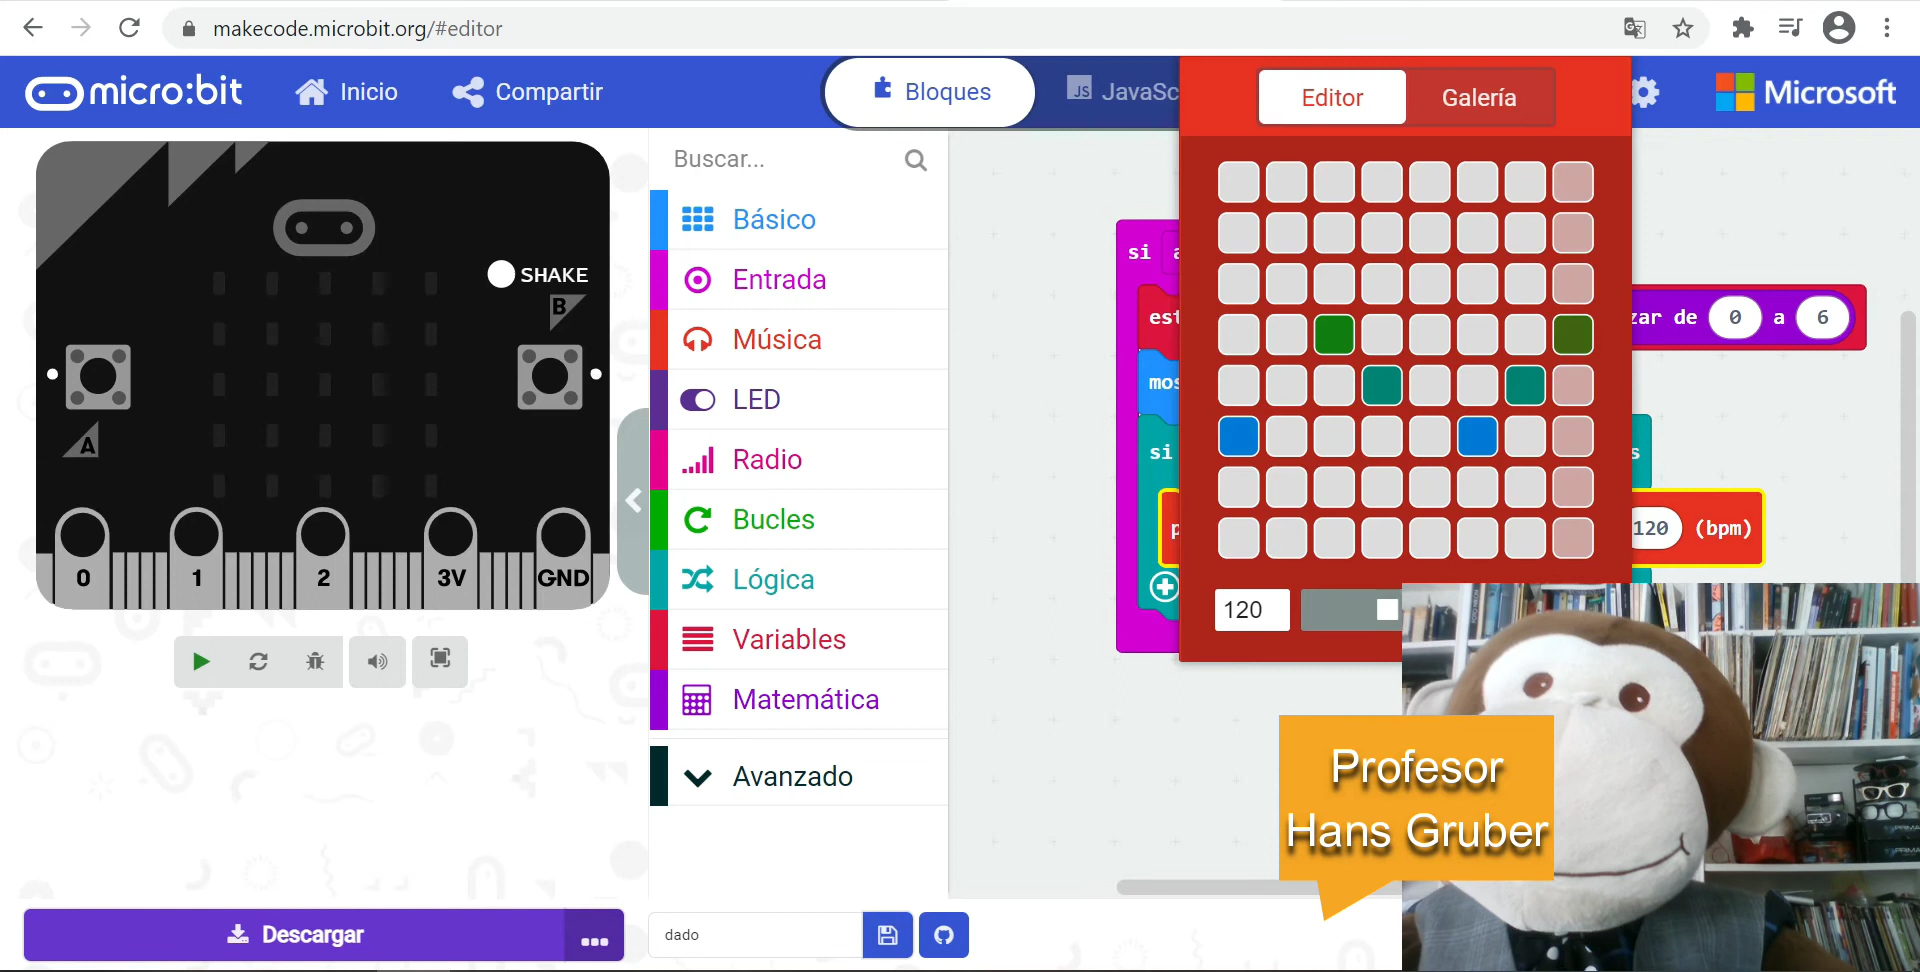 makecode.microbit.org/#editor
micro:bit
Inicio
Compartir
Bloques
JS JavaSc
Editor
Galería
Microsoft
Buscar...
SHAKE
B
A
0
1
2
3V
GND
Básico
Entrada
Música
LED
Radio
Bucles
Lógica
Variables
Matemática
Avanzado
si a
est
zar de 0 a 6
mos
si
s
p
120 (bpm)
120
Profesor
Hans Gruber
Descargar
dado